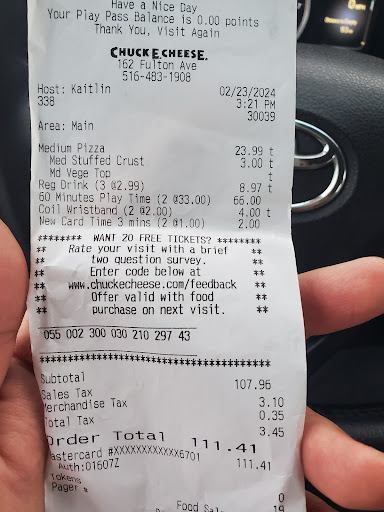 Have a Nice Day
Your Play Pass Balance is 0.00 points
Thank You, Visit Again
CHUCK E. CHEESE.
162 Fulton Ave
516-483-1908
Host: Kaitlin 02/23/2024
338 3:21 PM
30039
Area: Main
Medium Pizza 23.99 t
Med Stuffed Crust 3.00 t
Md Vege Top t
Reg Drink (3 @2.99) 8.97 t
60 Minutes Play Time (2 @33.00) 66.00
Coil Wristband (2 @2.00) 4.00 t
New Card Time 3 mins (2 @1.00) 2.00
******** WANT 20 FREE TICKETS? ********
** Rate your visit with a brief **
** two question survey. **
** Enter code below at **
** www.chuckecheese.com/feedback **
** Offer valid with food **
** purchase on next visit. **
055 002 300 030 210 297 43
****************************************
Subtotal 107.96
Sales Tax 3.10
Merchandise Tax 0.35
Total Tax 3.45
Order Total 111.41
Mastercard #XXXXXXXXXXXX6701 111.41
Auth:01607Z
Tokens 0
Pager #
Food Sal 19